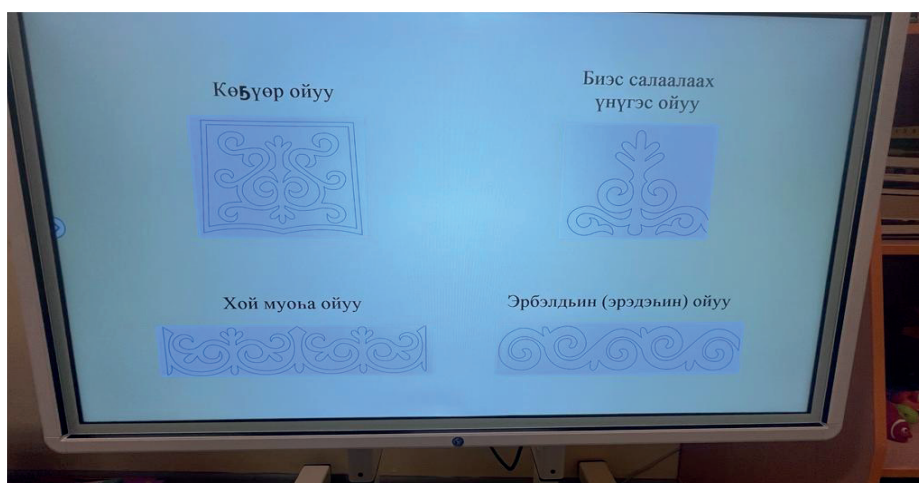 Көҕүөр ойуу
Биэс салаалаах
үнүгэс ойуу
Хой муоһа ойуу
Эрбэлдьин (эрэдэһин) ойуу